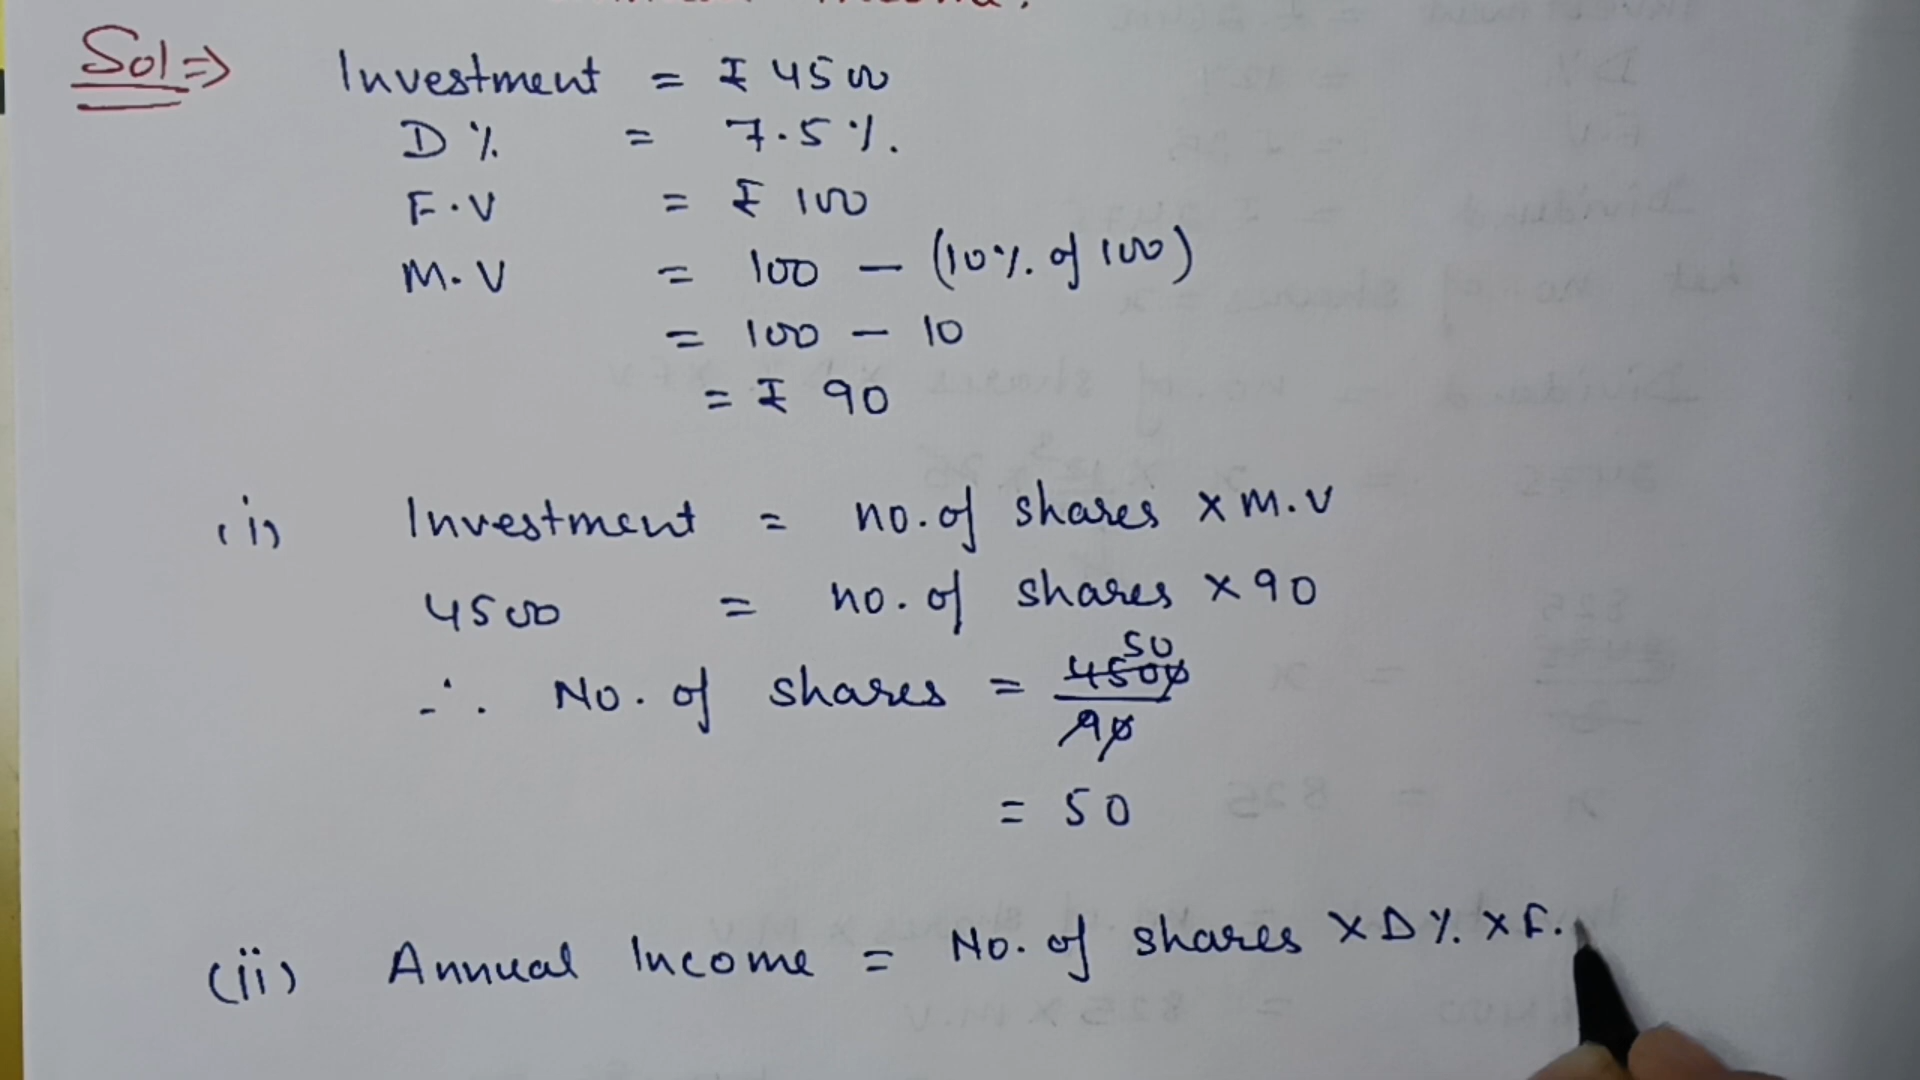 Sol ⇒ Investment = ₹ 4500
D % = 7.5 %.
F.V = ₹ 100
M.V = 100 - (10%. of 100)
= 100 - 10
= ₹ 90
(i) Investment = no. of shares × M.V
4500 = no. of shares × 90
∴ No. of shares = 4500/90 50
= 50
(ii) Annual Income = No. of shares × D %. × F.